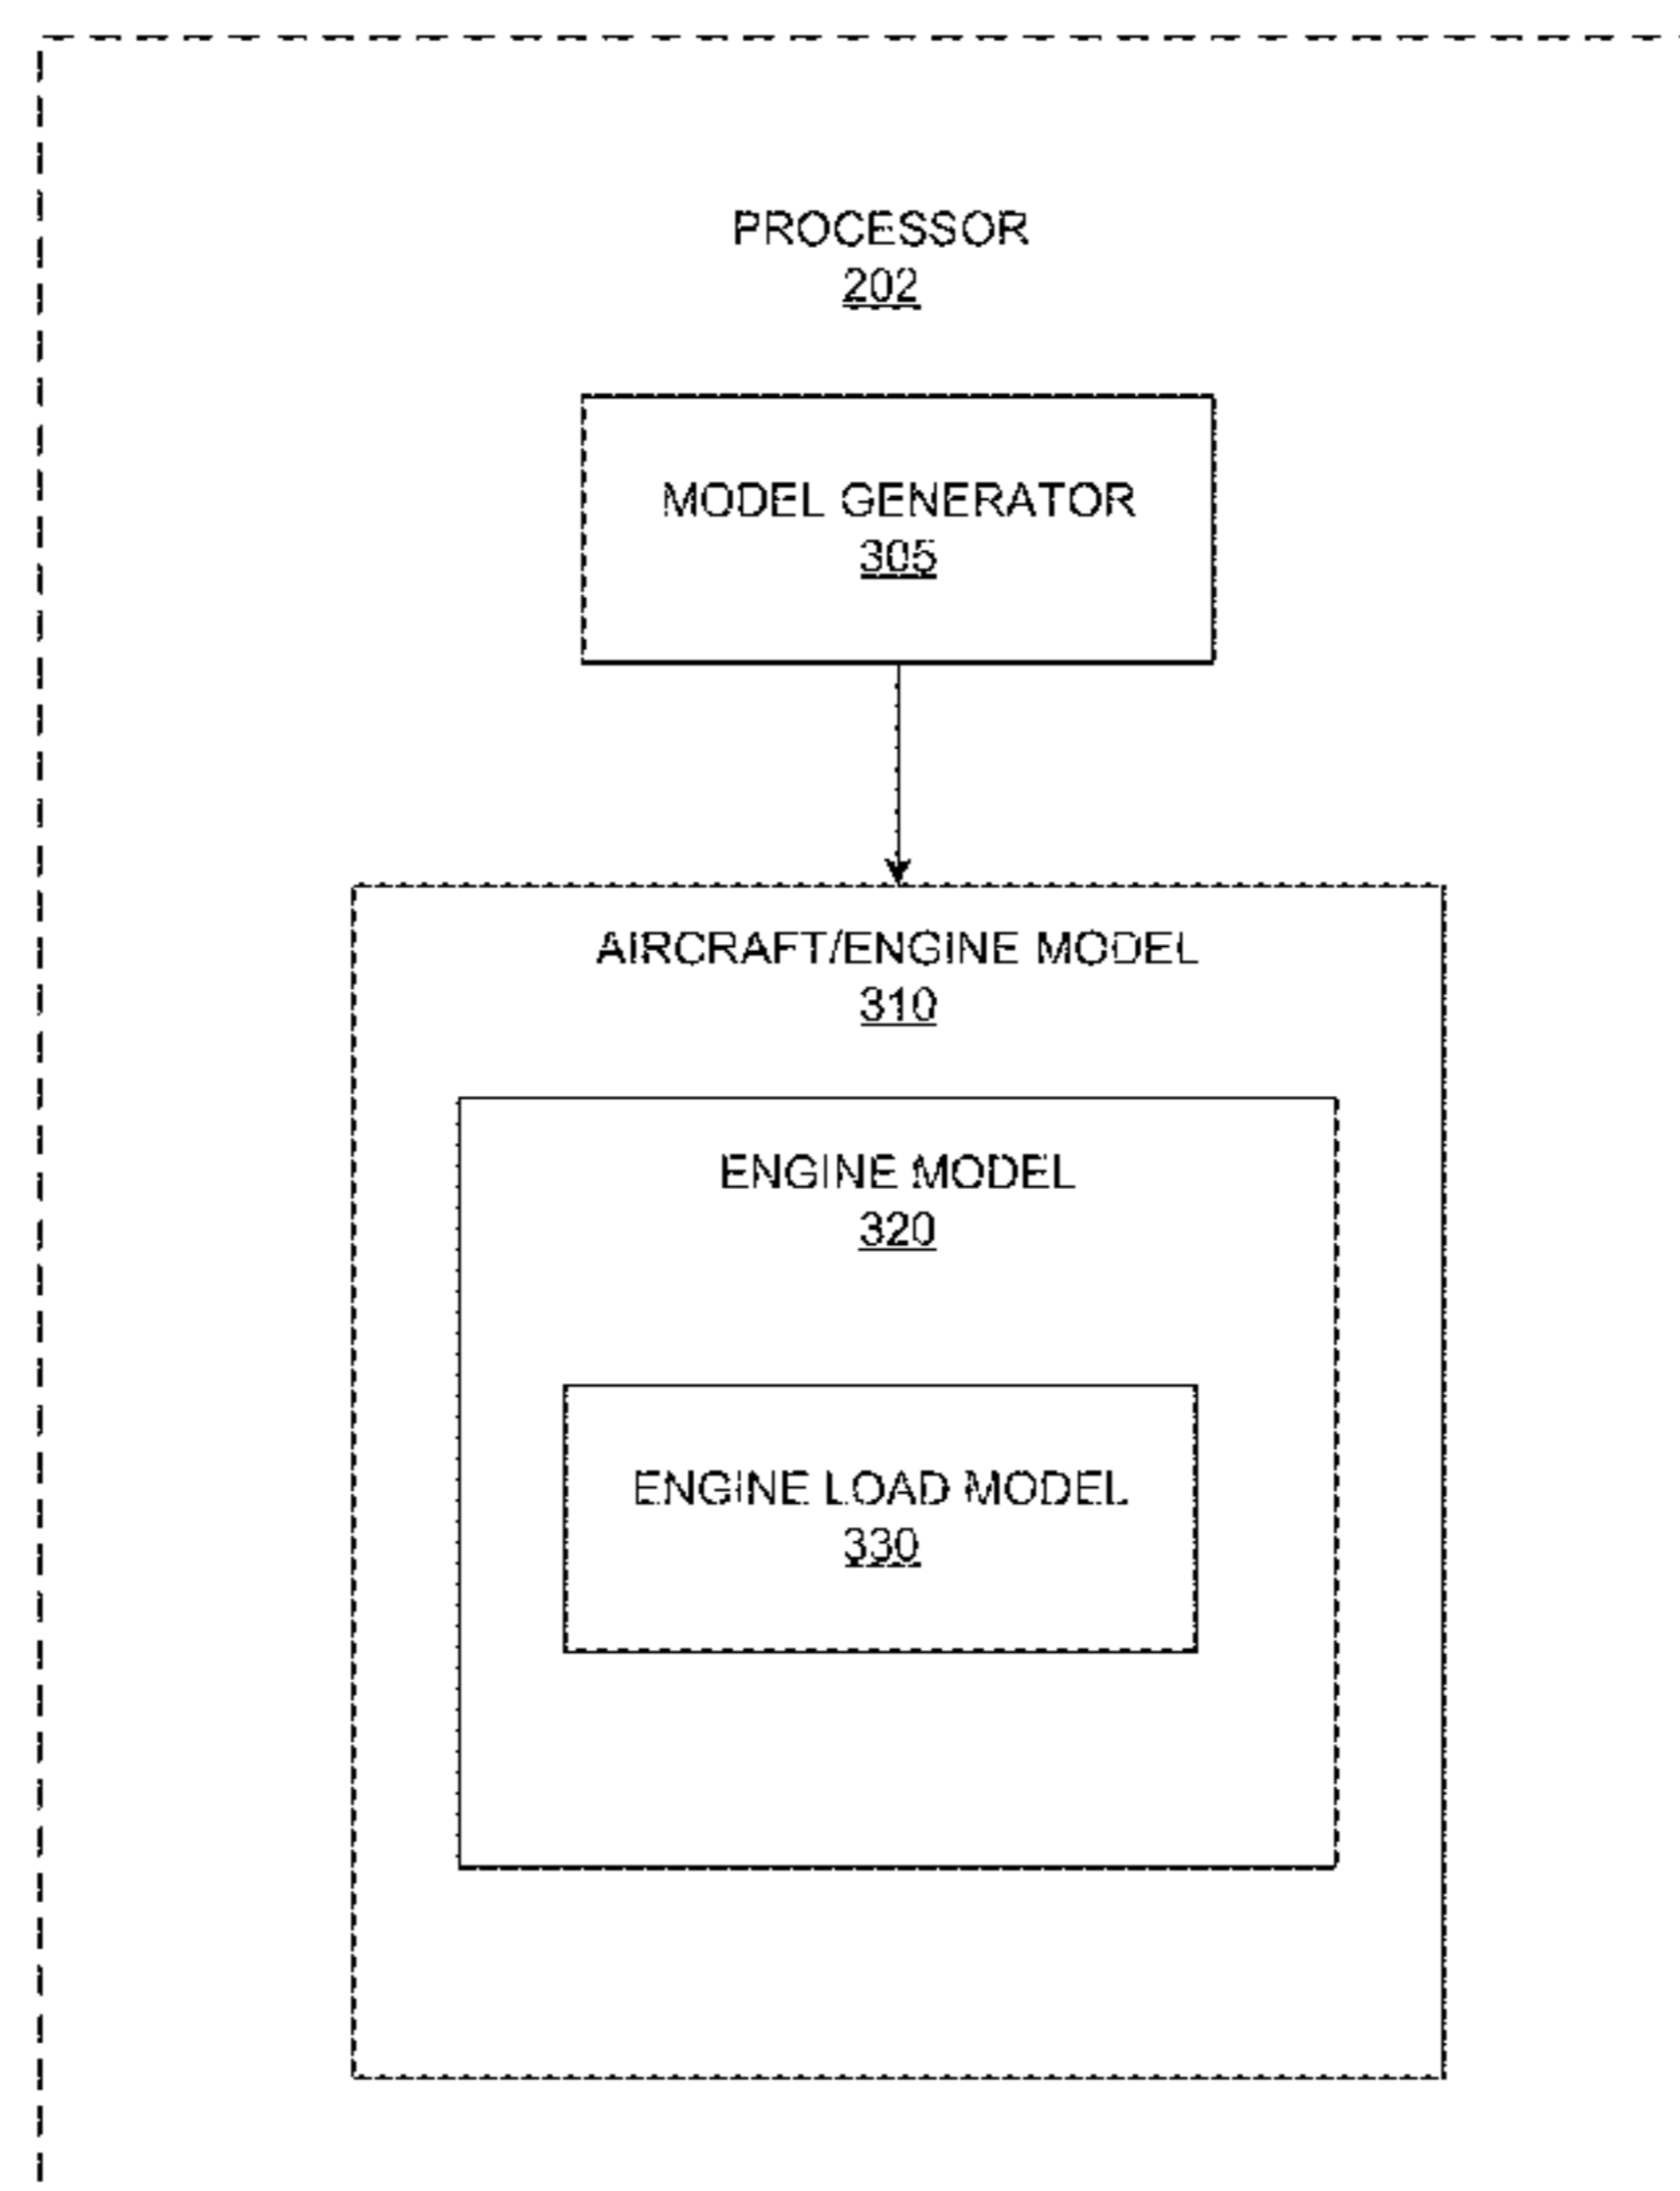 PROCESSOR
202
MODEL GENERATOR
305
AIRCRAFT/ENGINE MODEL
310
ENGINE MODEL
320
ENGINE LOAD MODEL
330